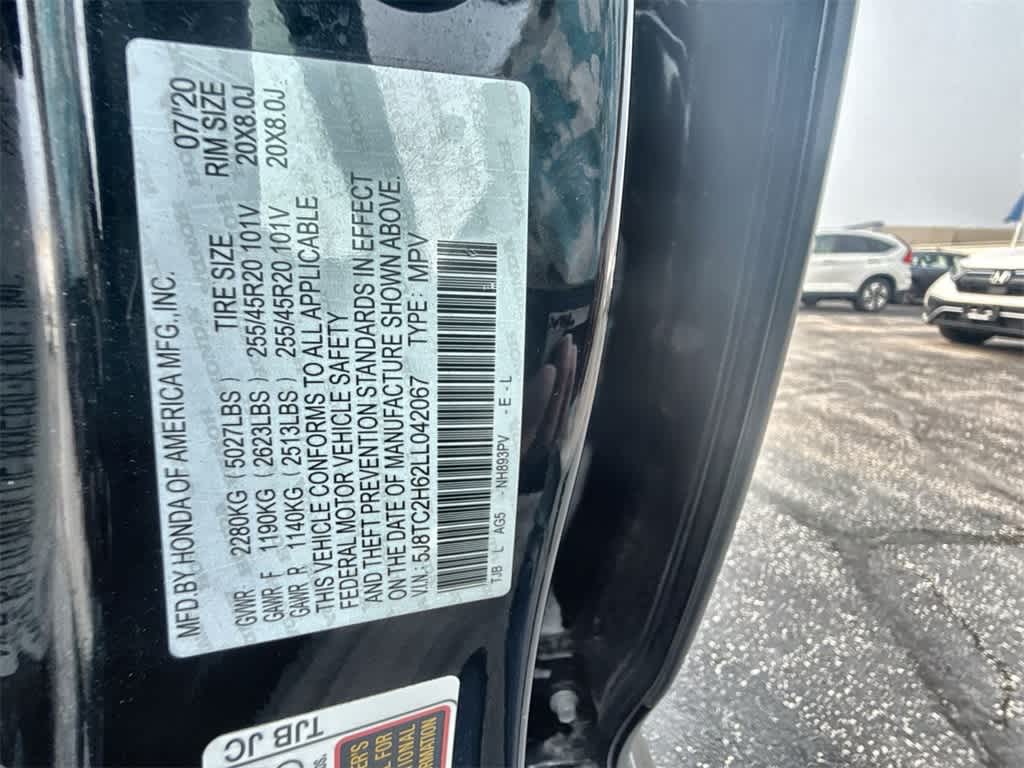 MFD BY HONDA OF AMERICA MFG., INC. 07/20
GVWR 2280KG ( 5027LBS ) TIRE SIZE RIM SIZE
GAWR F 1190KG ( 2623LBS ) 255/45R20 101V 20X8.0J
GAWR R 1140KG ( 2513LBS ) 255/45R20 101V 20X8.0J
THIS VEHICLE CONFORMS TO ALL APPLICABLE
FEDERAL MOTOR VEHICLE SAFETY
AND THEFT PREVENTION STANDARDS IN EFFECT
ON THE DATE OF MANUFACTURE SHOWN ABOVE.
V.I.N.: 5J8TC2H62LL042067 TYPE: MPV
TJB L AG5 - NH893PV - E - L
TJB JC